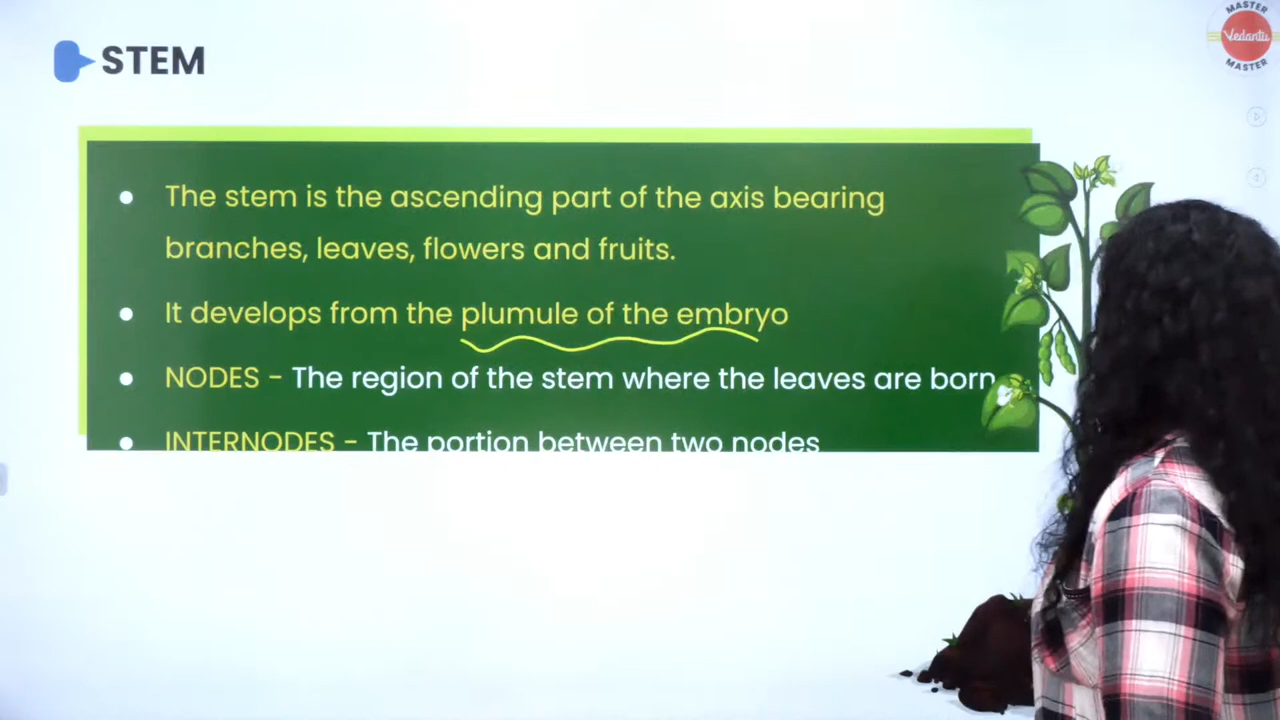 STEM
The stem is the ascending part of the axis bearing
branches, leaves, flowers and fruits.
It develops from the plumule of the embryo
NODES - The region of the stem where the leaves are born
INTERNODES - The portion between two nodes
MASTER
Vedantu
MASTER